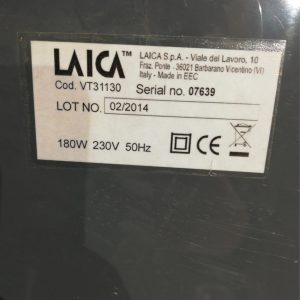 LAICA™
LAICA S.p.A. - Viale del Lavoro, 10
Fraz. Ponte - 36021 Barbarano Vicentino (VI)
Italy - Made in EEC
Cod. VT31130 Serial no. 07639
LOT NO. 02/2014
180W 230V 50Hz CE